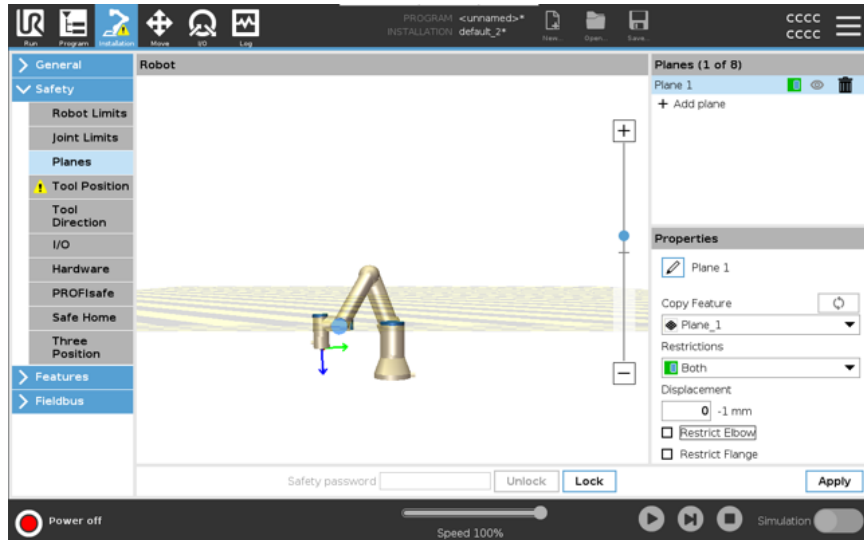 PROGRAM <unnamed>*
INSTALLATION default_2*
UR
Run
Program
Installation
Move
I/O
Log
New...
Open...
Save...
CCCC
CCCC
General
Safety
Robot Limits
Joint Limits
Planes
Tool Position
Tool
Direction
I/O
Hardware
PROFIsafe
Safe Home
Three
Position
Features
Fieldbus
Robot
Planes (1 of 8)
Plane 1
+ Add plane
Properties
Plane 1
Copy Feature
Plane_1
Restrictions
Both
Displacement
0 -1 mm
Restrict Elbow
Restrict Flange
Safety password
Unlock
Lock
Apply
Power off
Speed 100%
Simulation